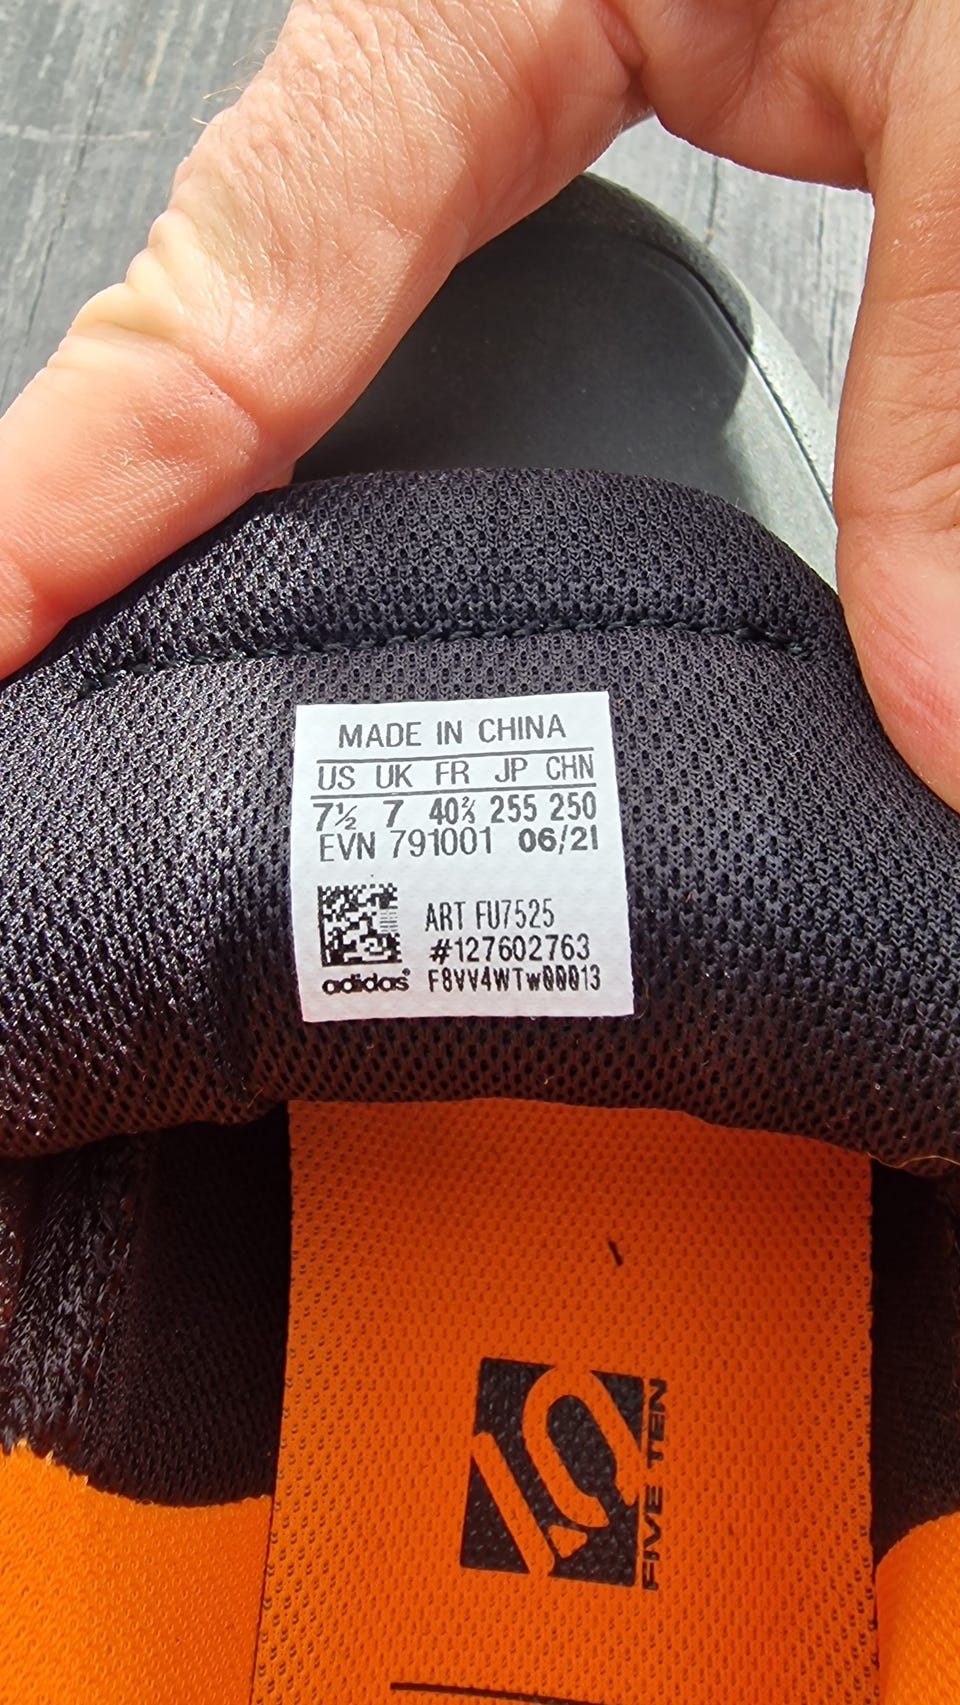 MADE IN CHINA
US UK FR JP CHN
7½ 7 40⅔ 255 250
EVN 791001 06/21
ART FU7525
#127602763
adidas® F8VV4WTw00013
FIVE TEN